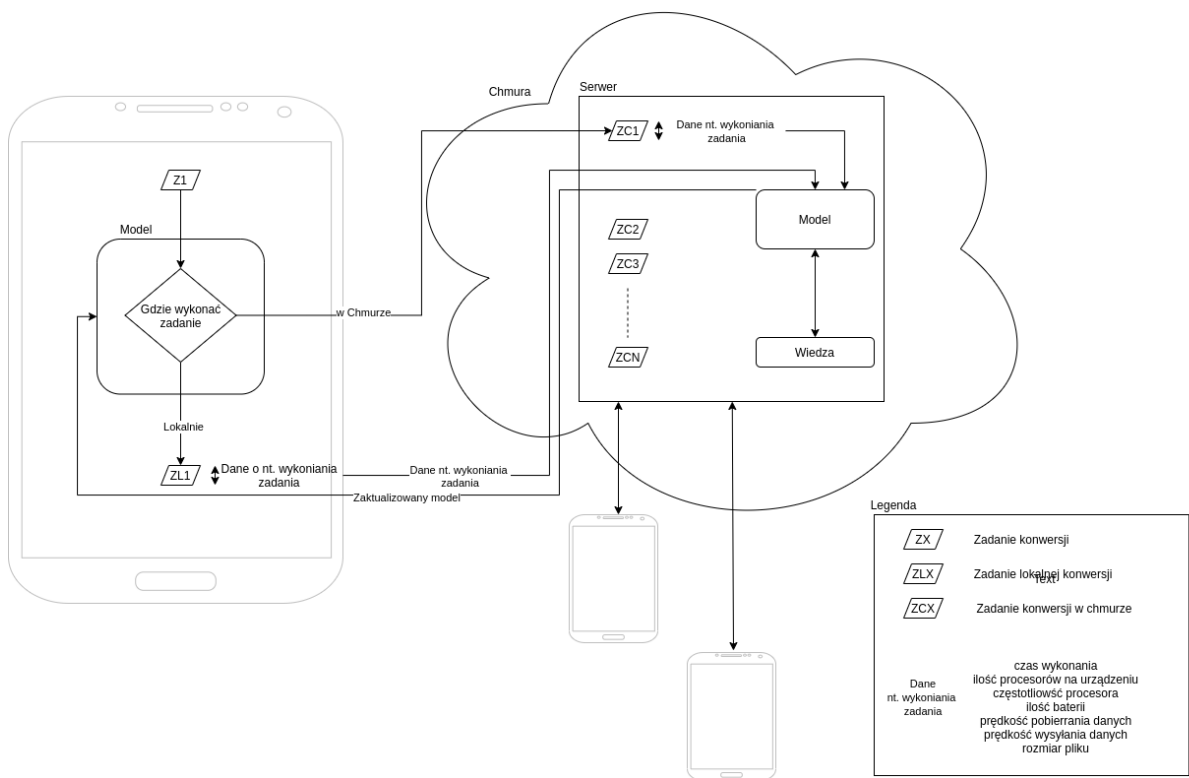 Chmura
Serwer
ZC1
Dane nt. wykoniania
zadania
Z1
Model
Gdzie wykonać
zadanie
w Chmurze
Lokalnie
ZL1
Dane o nt. wykoniania
zadania
Dane nt. wykoniania
zadania
Zaktualizowany model
ZC2
ZC3
ZCN
Model
Wiedza
Legenda
ZX
Zadanie konwersji
ZLX
Zadanie lokalnej konwersji
Text
ZCX
Zadanie konwersji w chmurze
Dane
nt. wykoniania
zadania
czas wykonania
ilość procesorów na urządzeniu
częstotliowść procesora
ilość baterii
prędkość pobierrania danych
prędkość wysyłania danych
rozmiar pliku